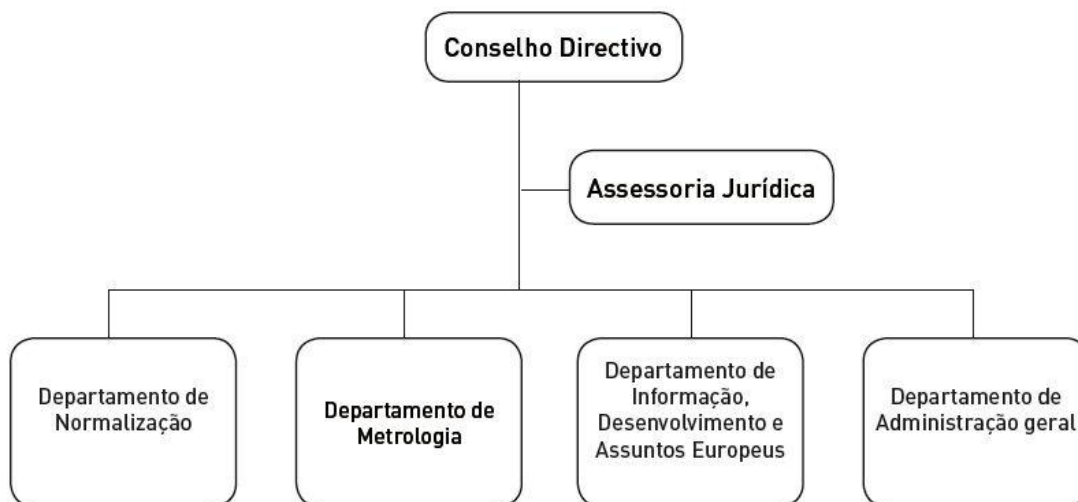 Conselho Directivo
Assessoria Jurídica
Departamento de
Normalização
Departamento de
Metrologia
Departamento de
Informação,
Desenvolvimento e
Assuntos Europeus
Departamento de
Administração geral